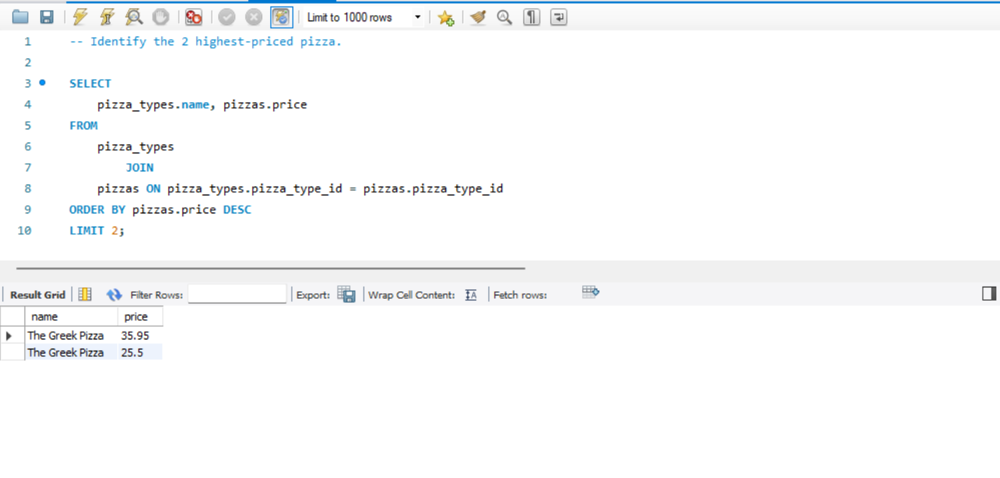 Limit to 1000 rows
1 -- Identify the 2 highest-priced pizza.
2
3 SELECT
4 pizza_types.name, pizzas.price
5 FROM
6 pizza_types
7 JOIN
8 pizzas ON pizza_types.pizza_type_id = pizzas.pizza_type_id
9 ORDER BY pizzas.price DESC
10 LIMIT 2;
Result Grid Filter Rows: Export: Wrap Cell Content: Fetch rows:
name price
The Greek Pizza 35.95
The Greek Pizza 25.5